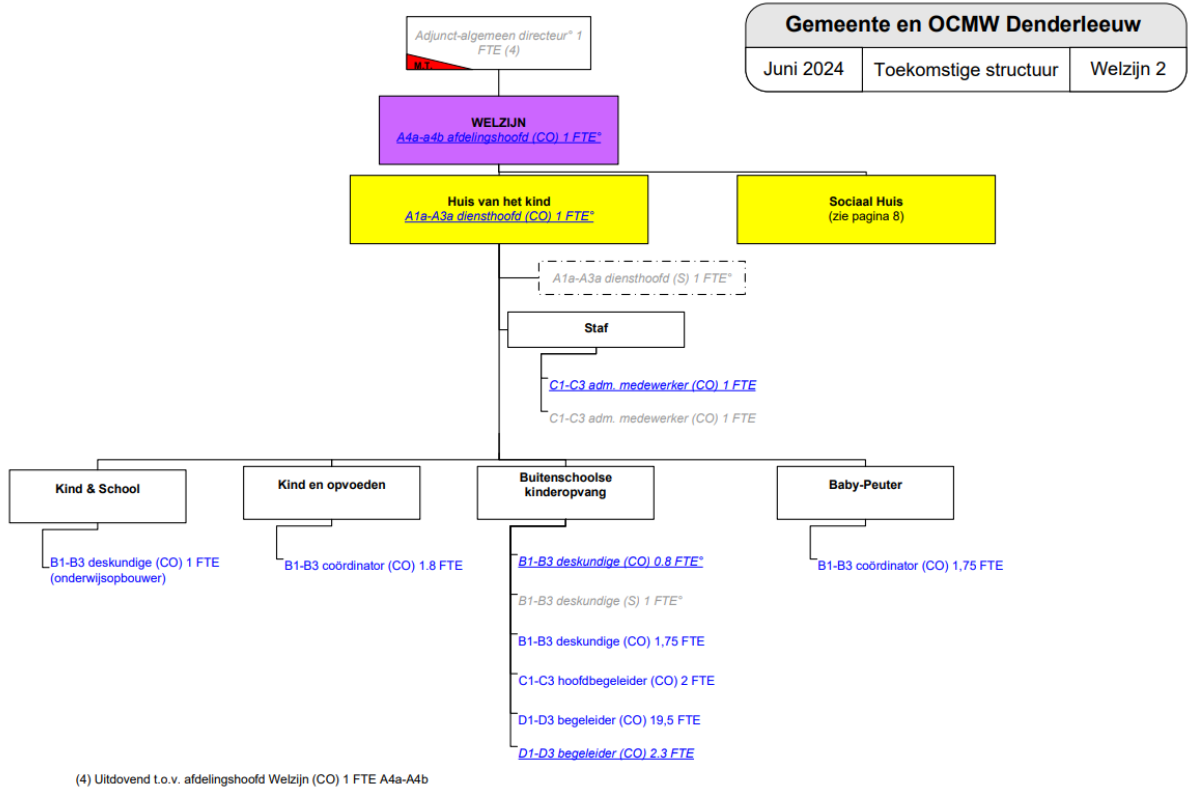 Gemeente en OCMW Denderleeuw
Juni 2024 Toekomstige structuur Welzijn 2
Adjunct-algemeen directeur° 1
FTE (4)
M.T.
WELZIJN
A4a-a4b afdelingshoofd (CO) 1 FTE°
Huis van het kind
A1a-A3a diensthoofd (CO) 1 FTE°
Sociaal Huis
(zie pagina 8)
A1a-A3a diensthoofd (S) 1 FTE°
Staf
C1-C3 adm. medewerker (CO) 1 FTE
C1-C3 adm. medewerker (CO) 1 FTE
Kind & School
B1-B3 deskundige (CO) 1 FTE
(onderwijsopbouwer)
Kind en opvoeden
B1-B3 coördinator (CO) 1.8 FTE
Buitenschoolse
kinderopvang
B1-B3 deskundige (CO) 0.8 FTE°
B1-B3 deskundige (S) 1 FTE°
B1-B3 deskundige (CO) 1,75 FTE
C1-C3 hoofdbegeleider (CO) 2 FTE
D1-D3 begeleider (CO) 19,5 FTE
D1-D3 begeleider (CO) 2.3 FTE
Baby-Peuter
B1-B3 coördinator (CO) 1,75 FTE
(4) Uitdovend t.o.v. afdelingshoofd Welzijn (CO) 1 FTE A4a-A4b